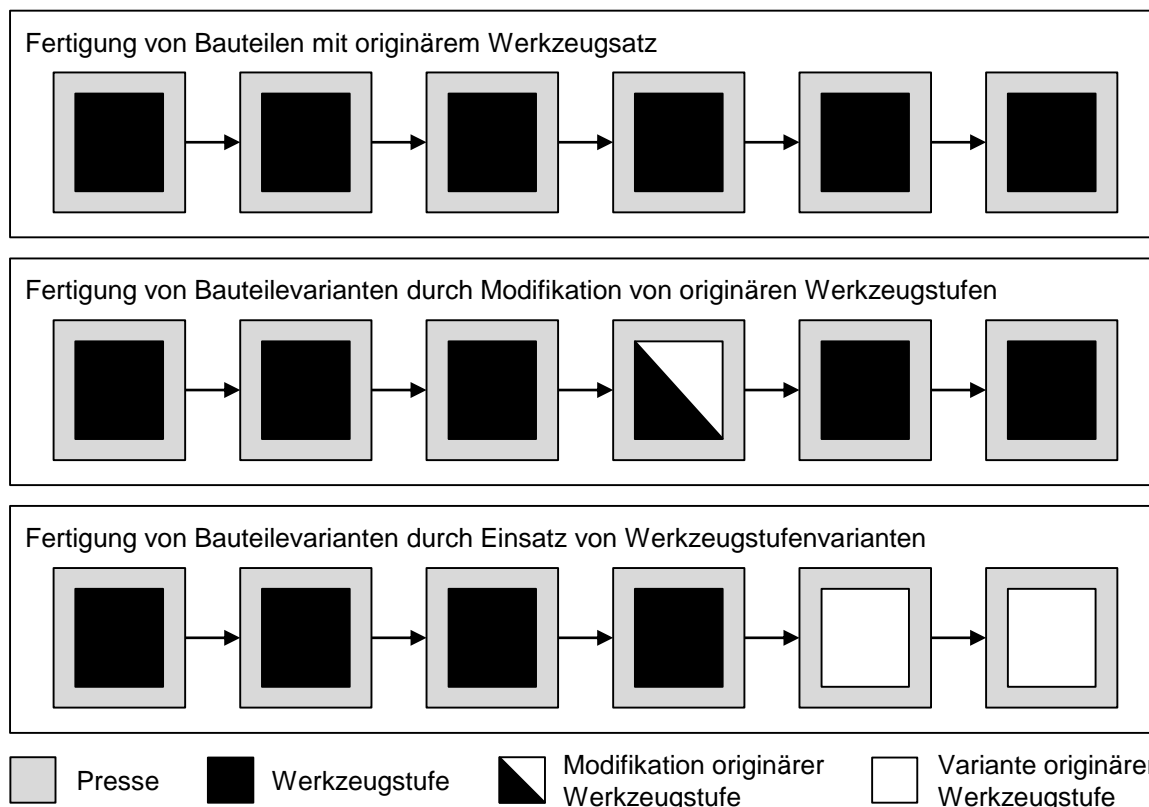 Fertigung von Bauteilen mit originärem Werkzeugsatz
Fertigung von Bauteilevarianten durch Modifikation von originären Werkzeugstufen
Fertigung von Bauteilevarianten durch Einsatz von Werkzeugstufenvarianten
Presse
Werkzeugstufe
Modifikation originärer
Werkzeugstufe
Variante originärer
Werkzeugstufe